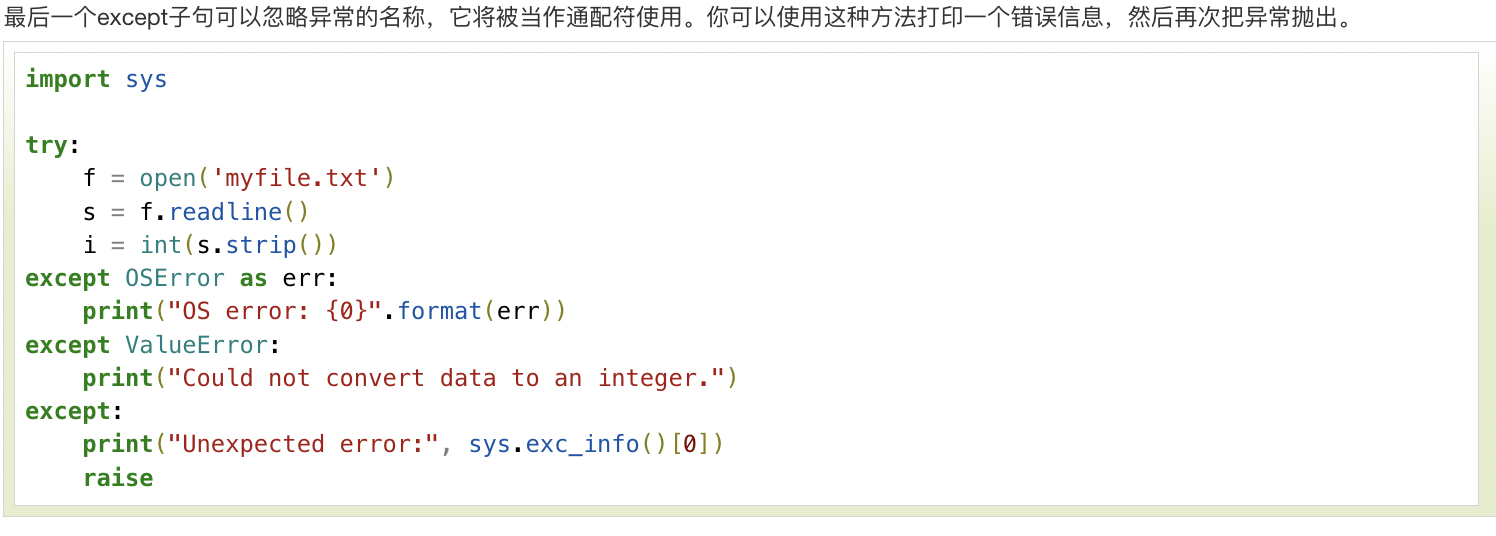 最后一个except子句可以忽略异常的名称，它将被当作通配符使用。你可以使用这种方法打印一个错误信息，然后再次把异常抛出。
import sys

try:
    f = open('myfile.txt')
    s = f.readline()
    i = int(s.strip())
except OSError as err:
    print("OS error: {0}".format(err))
except ValueError:
    print("Could not convert data to an integer.")
except:
    print("Unexpected error:", sys.exc_info()[0])
    raise